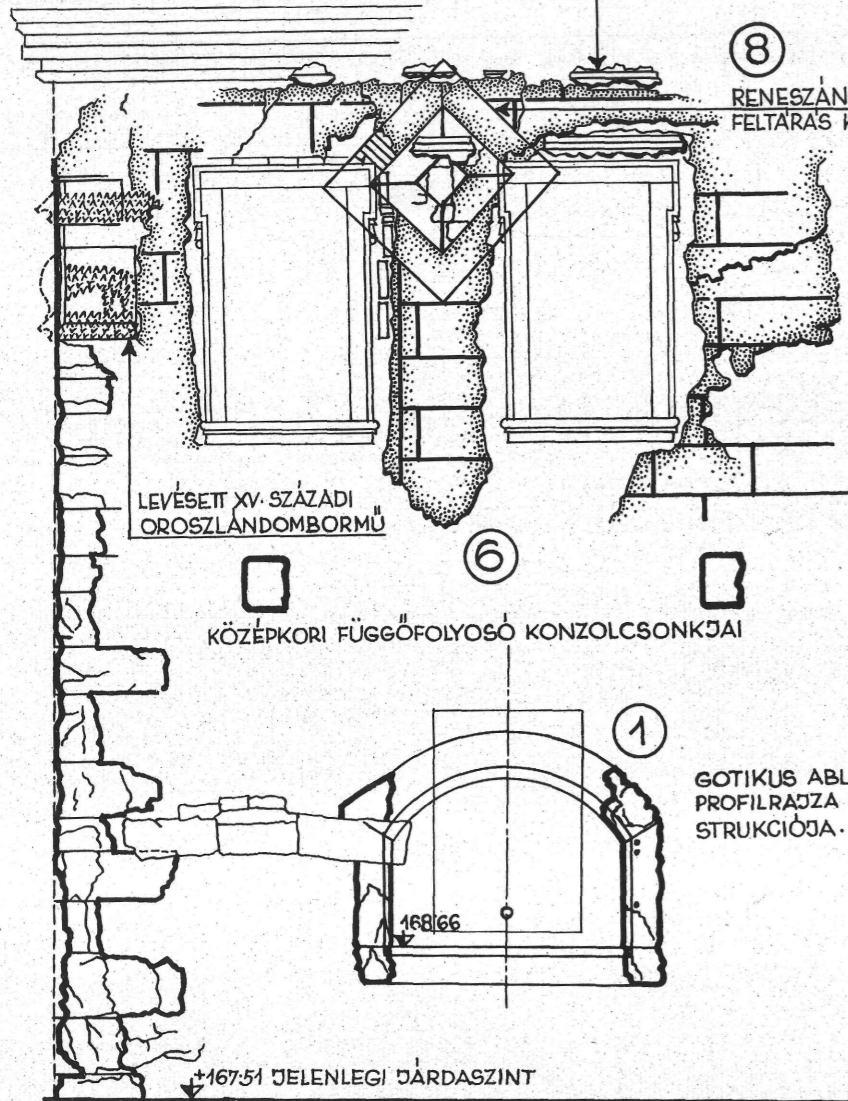 8
RENESZÁN
FELTÁRÁS K
LEVÉSETT XV. SZÁZADI
OROSZLÁNDOMBORMŰ
6
KÖZÉPKORI FÜGGŐFOLYOSÓ KONZOLCSONKJAI
1
GOTIKUS ABL
PROFILRAJZA
STRUKCIÓJA.
168,66
+167.51 JELENLEGI JÁRDASZINT